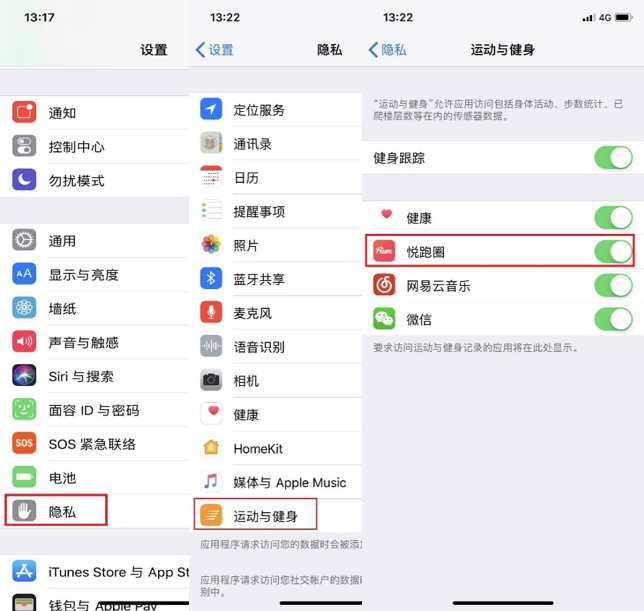 13:17
设置
通知
控制中心
勿扰模式
通用
显示与亮度
AA
墙纸
声音与触感
Siri 与搜索
面容 ID 与密码
SOS
SOS 紧急联络
电池
隐私
iTunes Store 与 App St
钱包与 Apple Pay
13:22
设置
隐私
定位服务
通讯录
日历
提醒事项
照片
蓝牙共享
麦克风
语音识别
相机
健康
HomeKit
媒体与 Apple Music
运动与健身
应用程序请求访问您的数据时会被添
应用程序请求访问您社交帐户的数据时
别中。
13:22
4G
隐私
运动与健身
“运动与健身”允许应用访问包括身体活动、步数统计、已
爬楼层数等在内的传感器数据。
健身跟踪
健康
悦跑圈
网易云音乐
微信
要求访问运动与健身记录的应用将在此处显示。